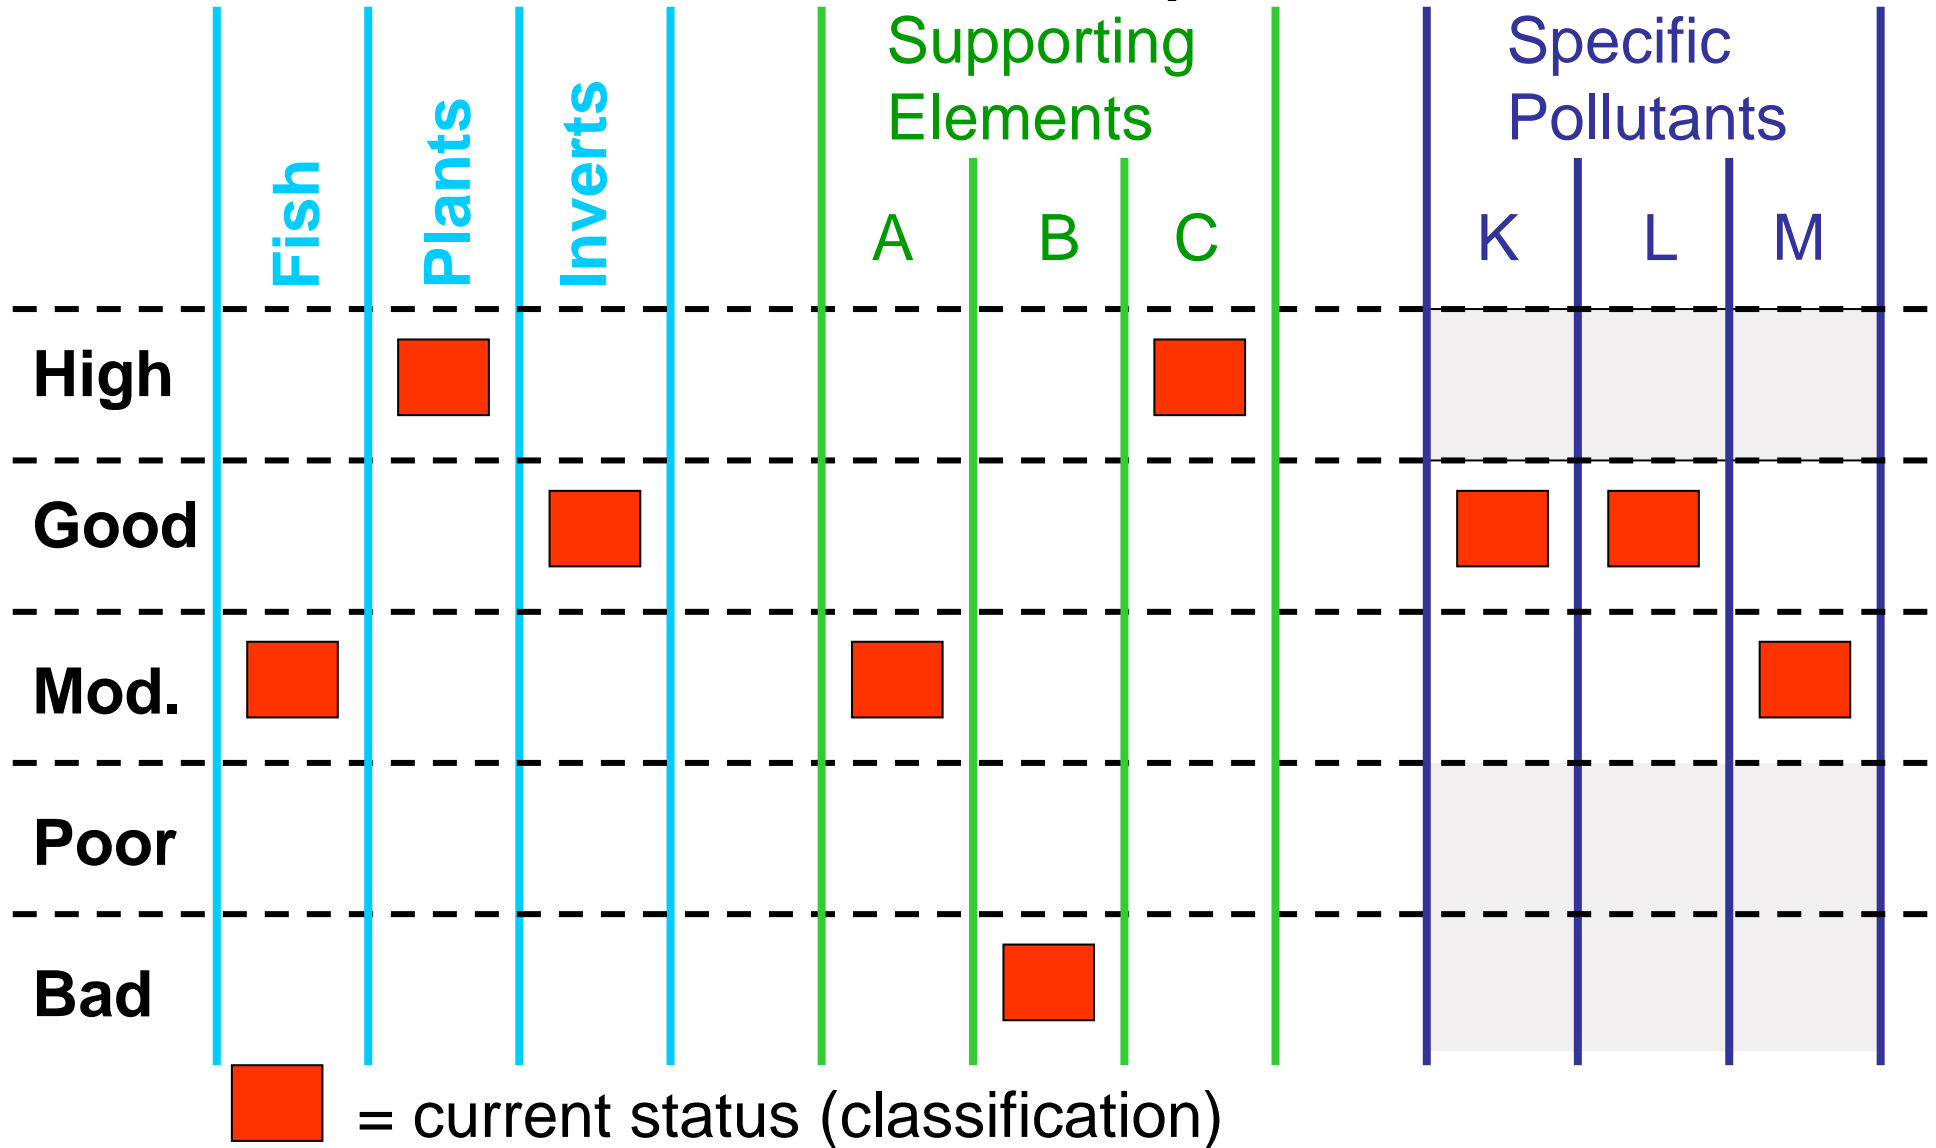 Supporting
Elements
Specific
Pollutants
Fish
Plants
Inverts
A B C
K L M
High
Good
Mod.
Poor
Bad
= current status (classification)